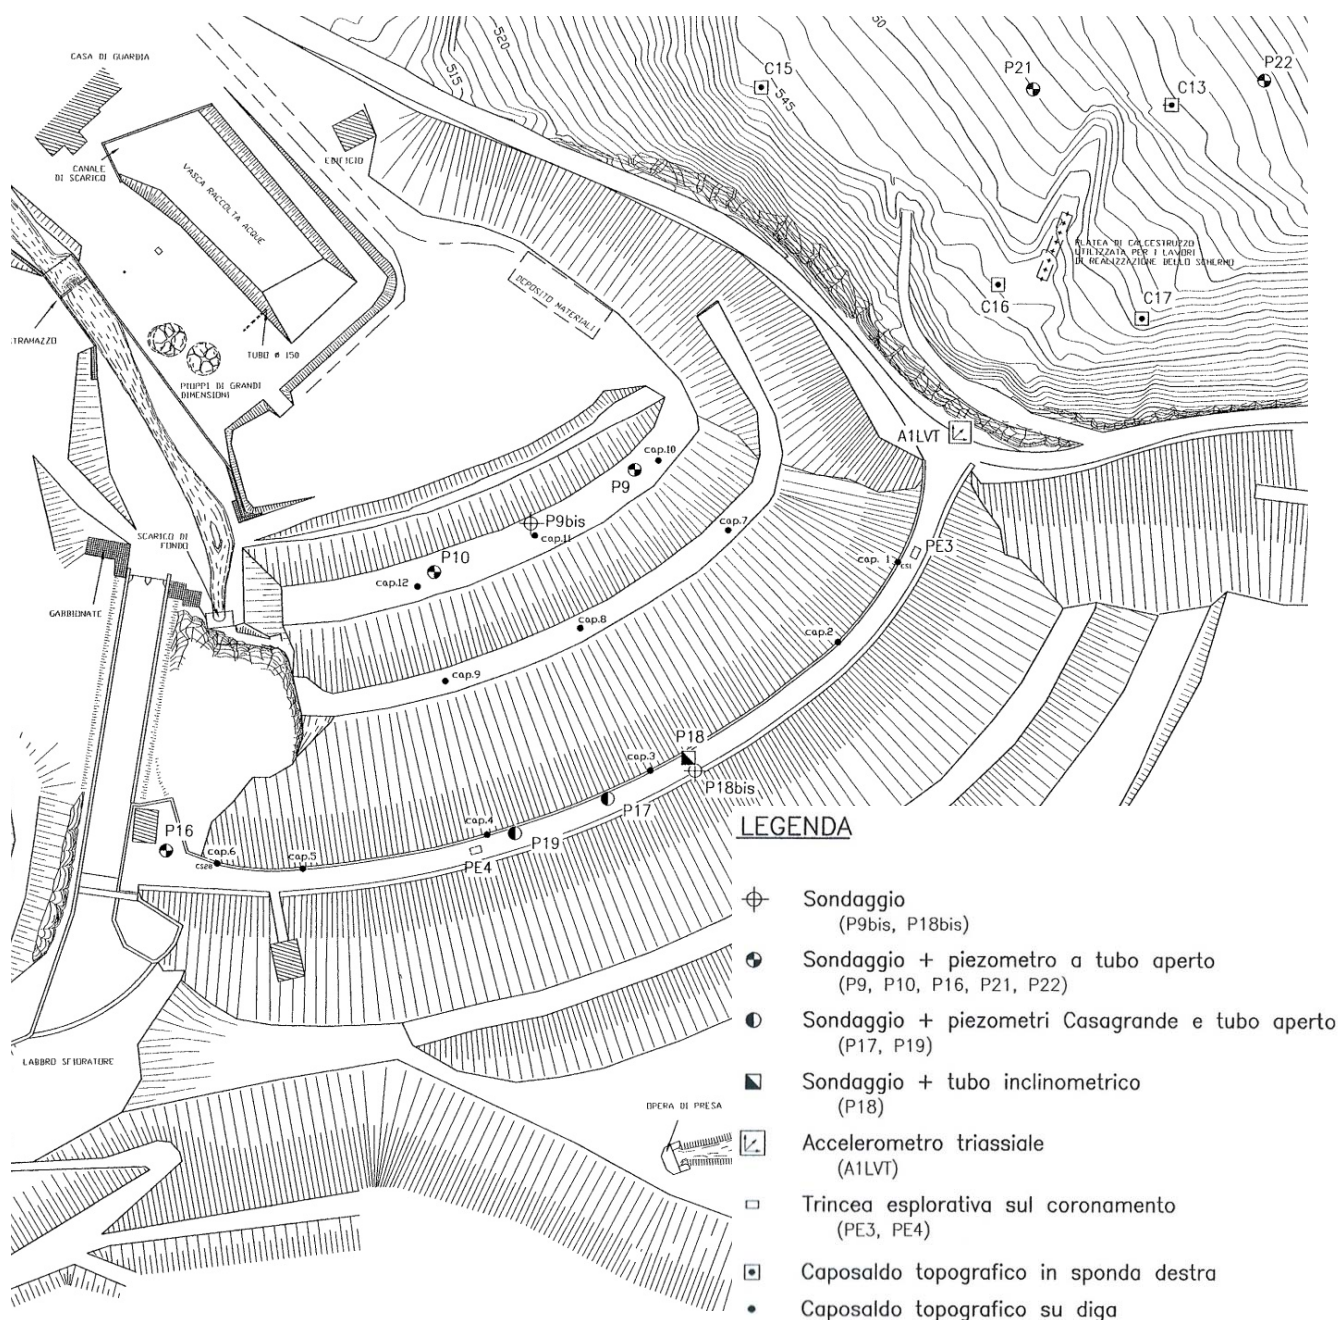 CASA DI GUARDIA
CANALE
DI SCARICO
VASCA RACCOLTA ACQUE
EDIFICIO
520
515
C15
545
P21
C13
P22
PLATEA DI CALCESTRUZZO
UTILIZZATA PER I LAVORI
DI REALIZZAZIONE DELLO SCHERMO
C16
C17
DEPOSITO MATERIALI
TRAMAZZO
TUBO Ø 150
PIOPPI DI GRANDI
DIMENSIONI
A1LVT
cap.10
P9
P9bis
cap.11
cap.7
SCARICO DI
FONDO
P10
cap.12
PE3
cap. 1
CS1
GABBIONATE
cap.8
cap.2
cap.9
P18
cap.3
P18bis
P17
cap.4
P19
PE4
P16
cap.6
cap.5
LABBRO SFIORATORE
OPERA DI PRESA
LEGENDA
Sondaggio
(P9bis, P18bis)
Sondaggio + piezometro a tubo aperto
(P9, P10, P16, P21, P22)
Sondaggio + piezometri Casagrande e tubo aperto
(P17, P19)
Sondaggio + tubo inclinometrico
(P18)
Accelerometro triassiale
(A1LVT)
Trincea esplorativa sul coronamento
(PE3, PE4)
Caposaldo topografico in sponda destra
Caposaldo topografico su diga